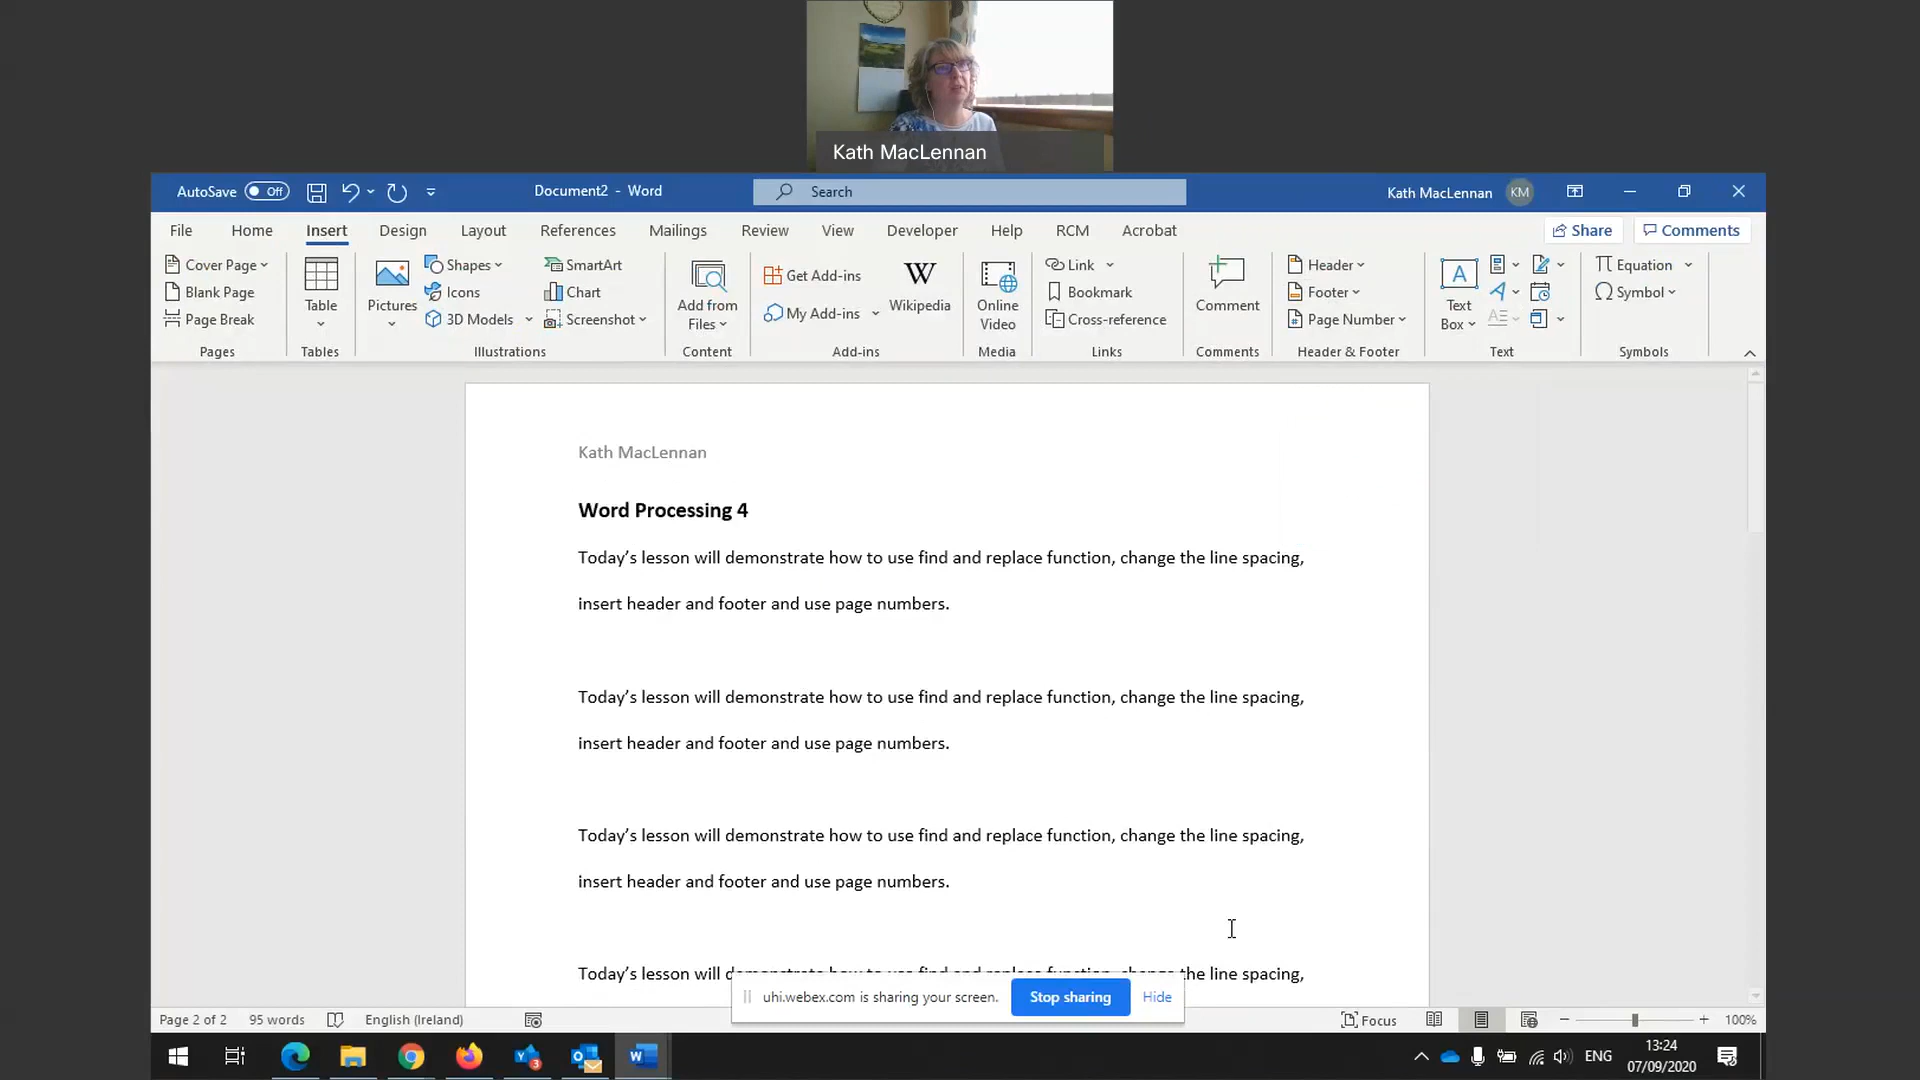 Kath MacLennan
AutoSave Off Document2 - Word Search Kath MacLennan KM
File Home Insert Design Layout References Mailings Review View Developer Help RCM Acrobat Share Comments
Cover Page
Blank Page
Page Break
Pages
Table
Tables
Pictures
Shapes
Icons
3D Models
SmartArt
Chart
Screenshot
Illustrations
Add from
Files
Content
Get Add-ins
My Add-ins
W
Wikipedia
Add-ins
Online
Video
Media
Link
Bookmark
Cross-reference
Links
Comment
Comments
Header
Footer
Page Number
Header & Footer
A
Text
Box
Text
Equation
Symbol
Symbols
Kath MacLennan
Word Processing 4
Today’s lesson will demonstrate how to use find and replace function, change the line spacing,
insert header and footer and use page numbers.
Today’s lesson will demonstrate how to use find and replace function, change the line spacing,
insert header and footer and use page numbers.
Today’s lesson will demonstrate how to use find and replace function, change the line spacing,
insert header and footer and use page numbers.
Today’s lesson will demonstrate how to use find and replace function, change the line spacing,
uhi.webex.com is sharing your screen. Stop sharing Hide
Page 2 of 2 95 words English (Ireland) Focus 100%
3 W ENG 13:24
07/09/2020